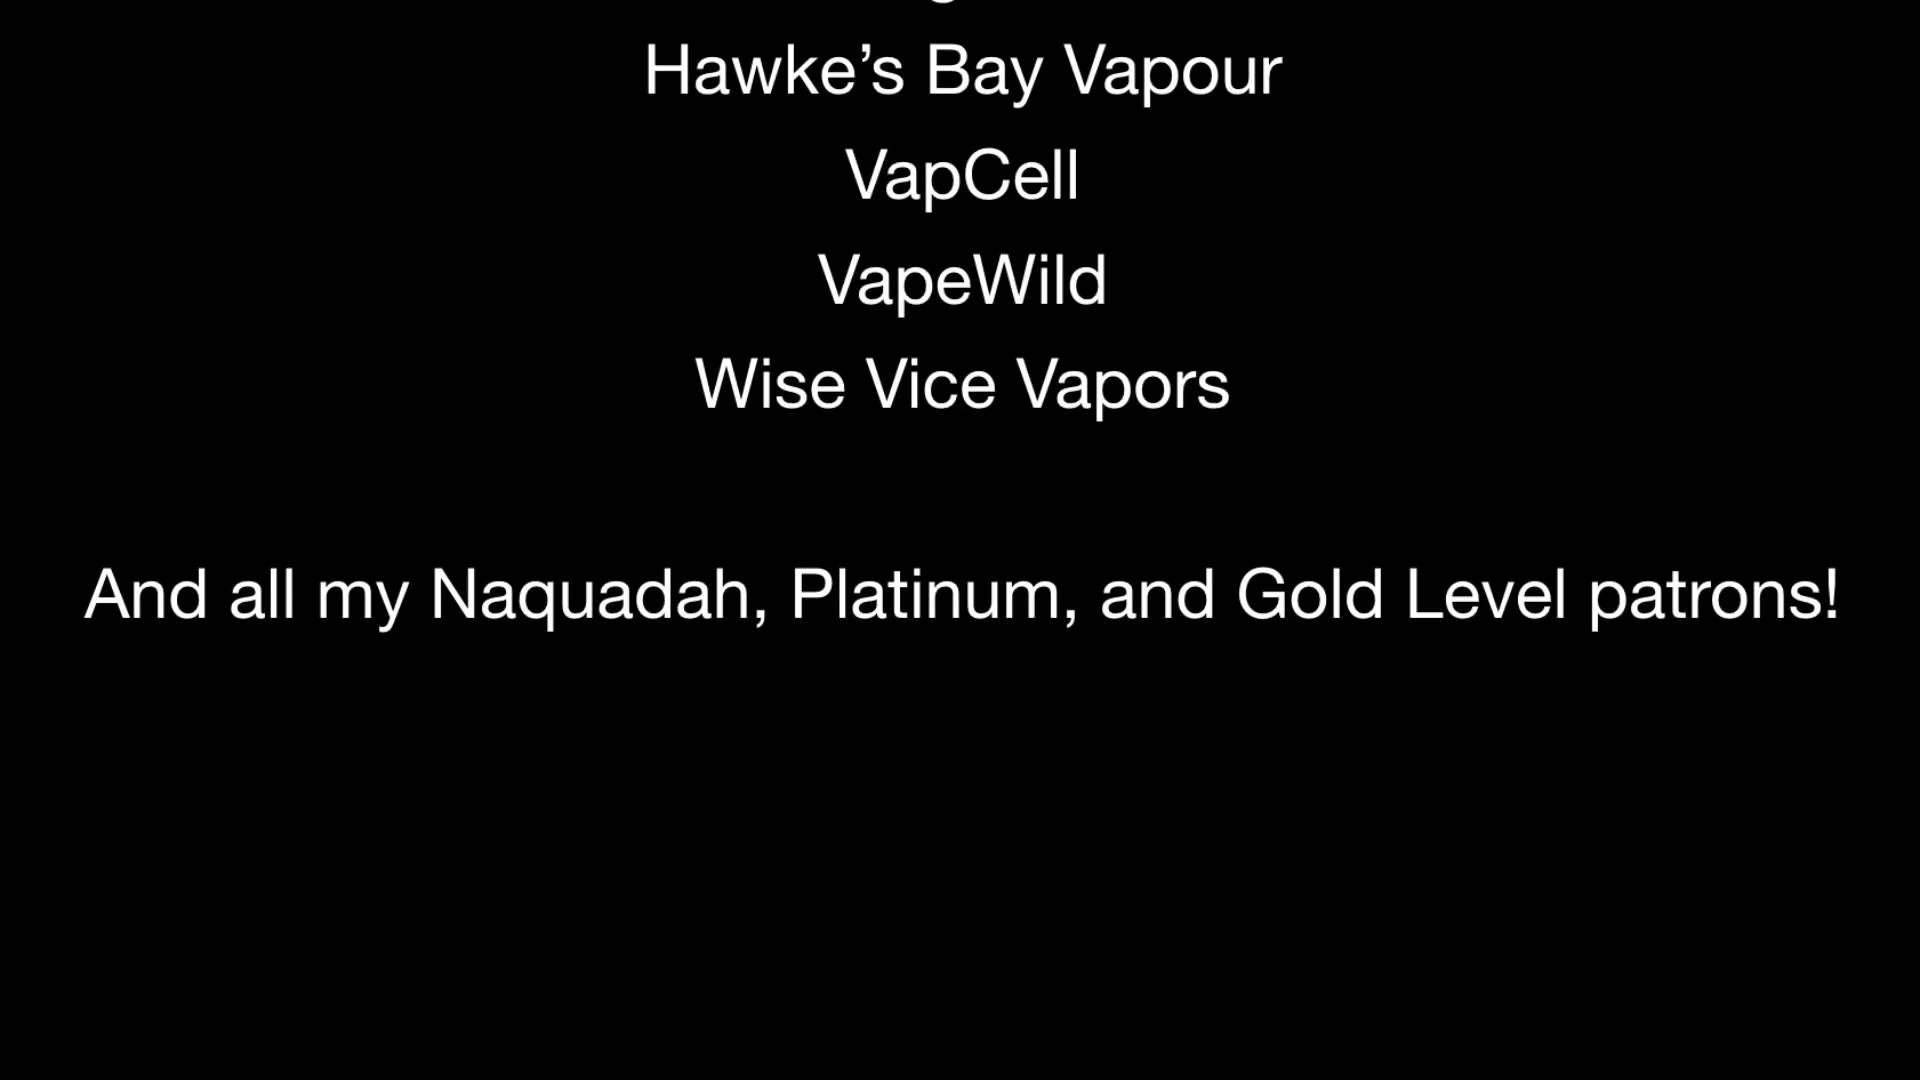 Hawke’s Bay Vapour
VapCell
VapeWild
Wise Vice Vapors
And all my Naquadah, Platinum, and Gold Level patrons!